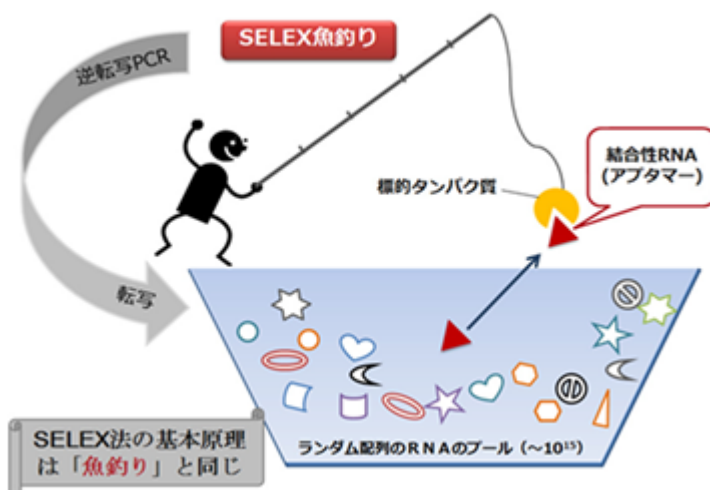 SELEX魚釣り
逆転写PCR
結合性RNA
(アプタマー)
標的タンパク質
転写
SELEX法の基本原理
は「魚釣り」と同じ
ランダム配列のRNAのプール（～10¹⁵）